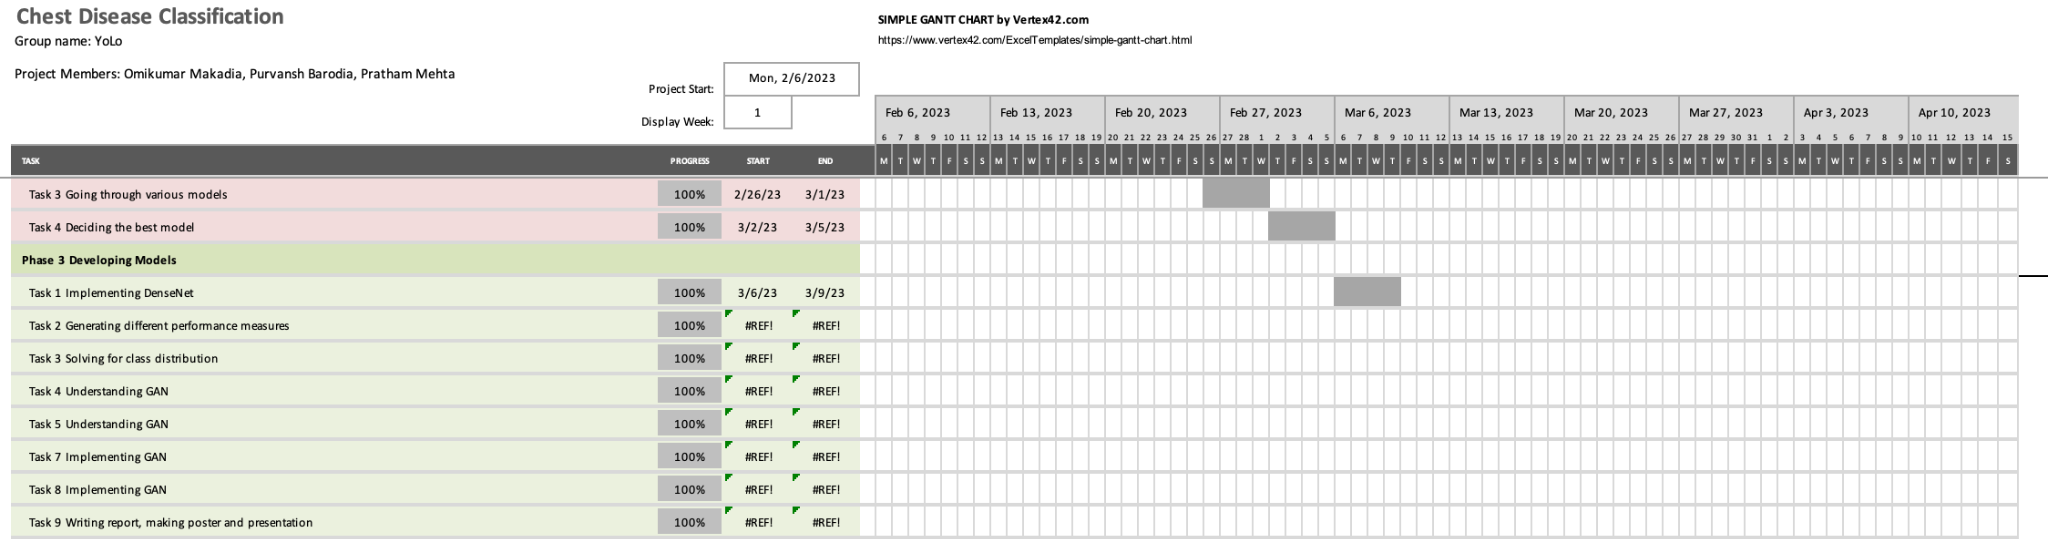 Chest Disease Classification
SIMPLE GANTT CHART by Vertex42.com
Group name: YoLo
https://www.vertex42.com/ExcelTemplates/simple-gantt-chart.html
Project Members: Omikumar Makadia, Purvansh Barodia, Pratham Mehta
Project Start: Mon, 2/6/2023
Display Week: 1
Feb 6, 2023 Feb 13, 2023 Feb 20, 2023 Feb 27, 2023 Mar 6, 2023 Mar 13, 2023 Mar 20, 2023 Mar 27, 2023 Apr 3, 2023 Apr 10, 2023
6 7 8 9 10 11 12 13 14 15 16 17 18 19 20 21 22 23 24 25 26 27 28 1 2 3 4 5 6 7 8 9 10 11 12 13 14 15 16 17 18 19 20 21 22 23 24 25 26 27 28 29 30 31 1 2 3 4 5 6 7 8 9 10 11 12 13 14 15
TASK PROGRESS START END M T W T F S S M T W T F S S M T W T F S S M T W T F S S M T W T F S S M T W T F S S M T W T F S S M T W T F S S M T W T F S S M T W T F S
Task 3 Going through various models 100% 2/26/23 3/1/23
Task 4 Deciding the best model 100% 3/2/23 3/5/23
Phase 3 Developing Models
Task 1 Implementing DenseNet 100% 3/6/23 3/9/23
Task 2 Generating different performance measures 100% #REF! #REF!
Task 3 Solving for class distribution 100% #REF! #REF!
Task 4 Understanding GAN 100% #REF! #REF!
Task 5 Understanding GAN 100% #REF! #REF!
Task 7 Implementing GAN 100% #REF! #REF!
Task 8 Implementing GAN 100% #REF! #REF!
Task 9 Writing report, making poster and presentation 100% #REF! #REF!